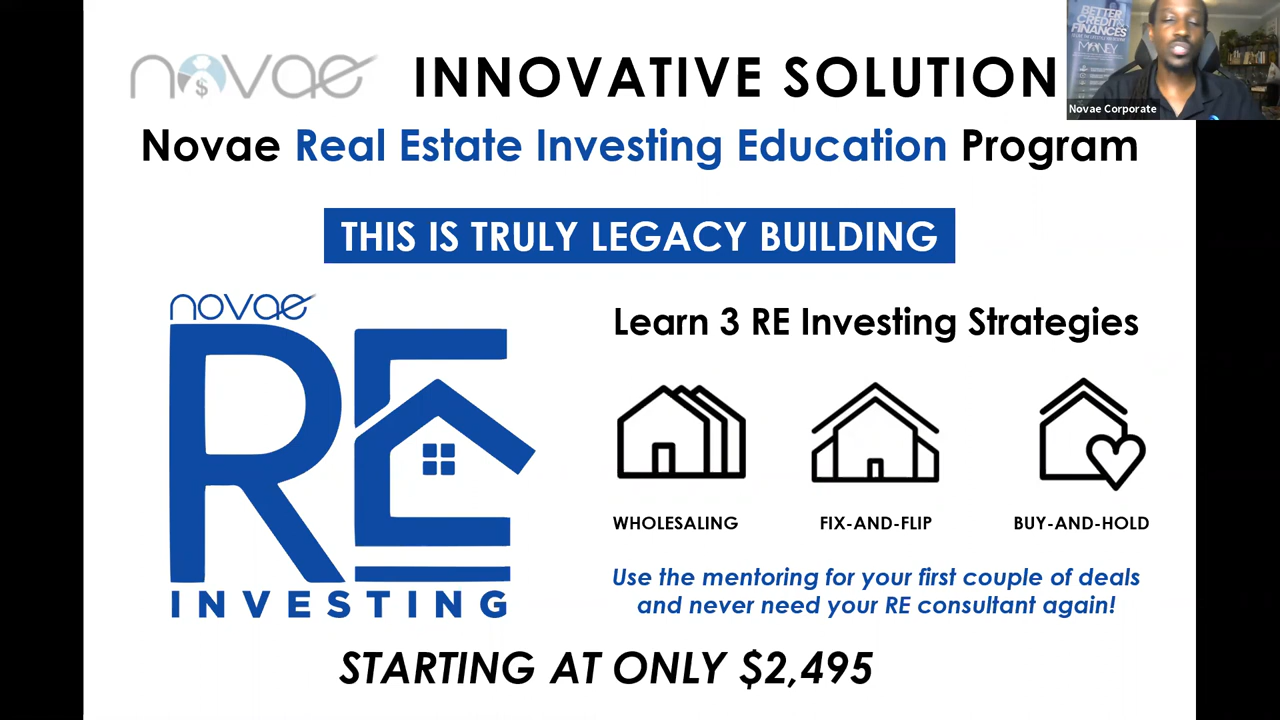 novae INNOVATIVE SOLUTION
Novae Real Estate Investing Education Program
THIS IS TRULY LEGACY BUILDING
novae
RE
INVESTING
Learn 3 RE Investing Strategies
WHOLESALING
FIX-AND-FLIP
BUY-AND-HOLD
Use the mentoring for your first couple of deals
and never need your RE consultant again!
STARTING AT ONLY $2,495
BETTER
CREDIT &
FINANCES
MONEY
Novae Corporate